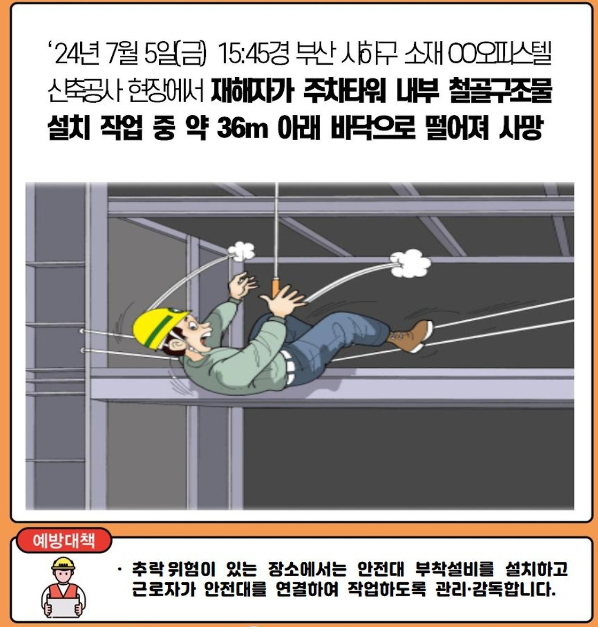 ‘24년 7월 5일(금) 15:45경 부산 사하구 소재 OO오피스텔
신축공사 현장에서 재해자가 주차타워 내부 철골구조물
설치 작업 중 약 36m 아래 바닥으로 떨어져 사망
예방대책
· 추락위험이 있는 장소에서는 안전대 부착설비를 설치하고
근로자가 안전대를 연결하여 작업하도록 관리·감독합니다.